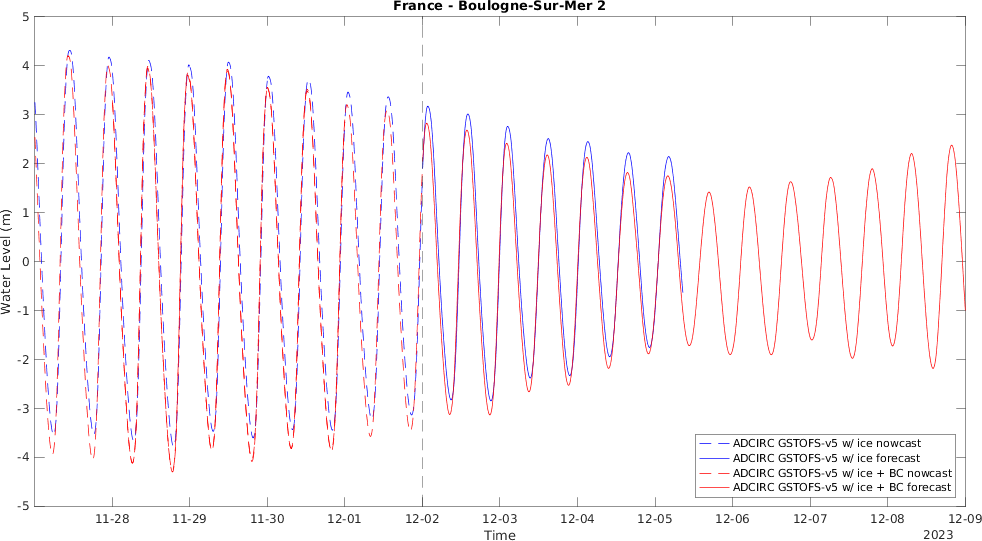 France - Boulogne-Sur-Mer 2
5
4
3
2
1
0
-1
-2
-3
-4
-5
Water Level (m)
ADCIRC GSTOFS-v5 w/ ice nowcast
ADCIRC GSTOFS-v5 w/ ice forecast
ADCIRC GSTOFS-v5 w/ ice + BC nowcast
ADCIRC GSTOFS-v5 w/ ice + BC forecast
11-28 11-29 11-30 12-01 12-02 12-03 12-04 12-05 12-06 12-07 12-08 12-09
Time
2023